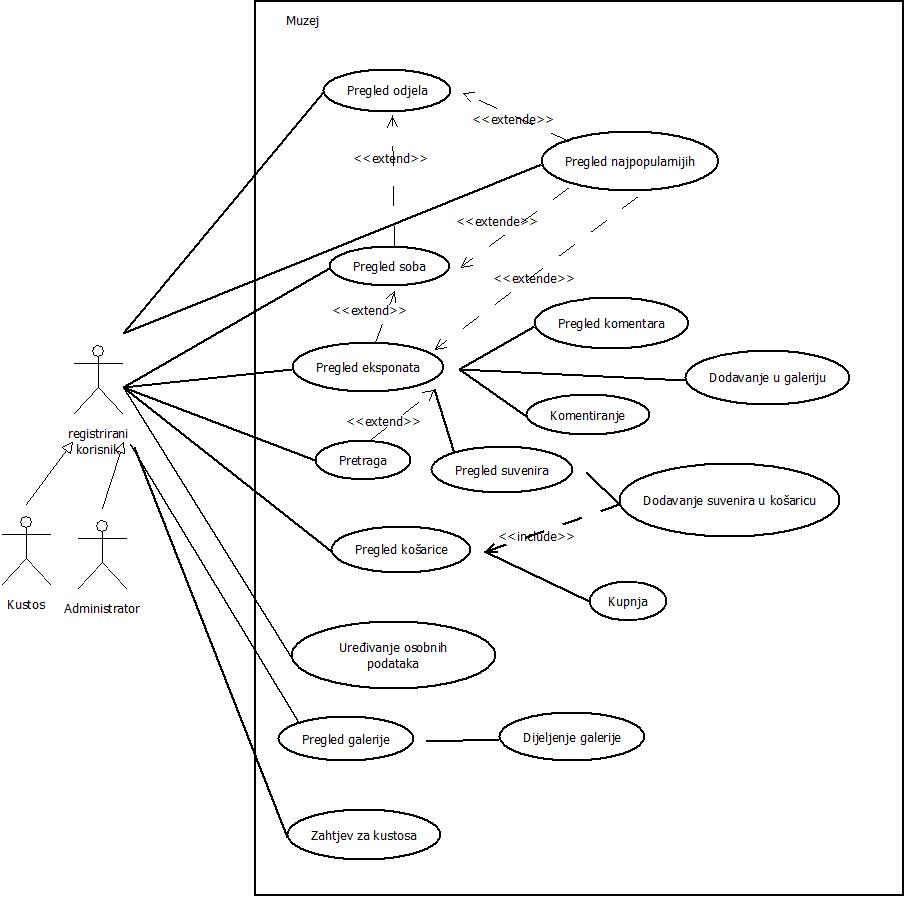 Muzej
Pregled odjela
<<extende>>
<<extend>>
Pregled najpopularnijih
<<extende>>
Pregled soba
<<extende>>
<<extend>>
Pregled komentara
Pregled eksponata
Dodavanje u galeriju
Komentiranje
<<extend>>
registrirani
korisnik
Pretraga
Pregled suvenira
Dodavanje suvenira u košaricu
<<include>>
Pregled košarice
Kupnja
Kustos
Administrator
Uređivanje osobnih
podataka
Pregled galerije
Dijeljenje galerije
Zahtjev za kustosa